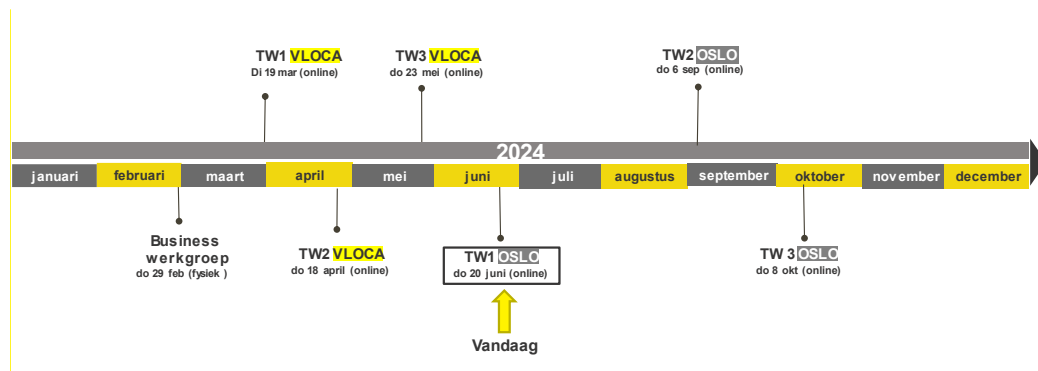 TW1 VLOCA
Di 19 mar (online)
TW3 VLOCA
do 23 mei (online)
TW2 OSLO
do 6 sep (online)
2024
januari
februari
maart
april
mei
juni
juli
augustus
september
oktober
november
december
Business
werkgroep
do 29 feb (fysiek )
TW2 VLOCA
do 18 april (online)
TW1 OSLO
do 20 juni (online)
TW 3 OSLO
do 8 okt (online)
Vandaag